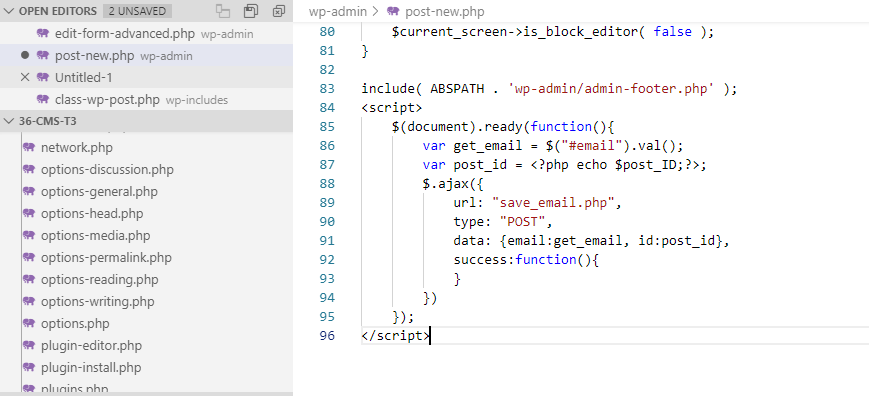 OPEN EDITORS 2 UNSAVED
edit-form-advanced.php wp-admin
post-new.php wp-admin
Untitled-1
class-wp-post.php wp-includes
36-CMS-T3
network.php
options-discussion.php
options-general.php
options-head.php
options-media.php
options-permalink.php
options-reading.php
options-writing.php
options.php
plugin-editor.php
plugin-install.php
plugins.php
wp-admin > post-new.php
80 $current_screen->is_block_editor( false );
81 }
82
83 include( ABSPATH . 'wp-admin/admin-footer.php' );
84 <script>
85 $(document).ready(function(){
86 var get_email = $("#email").val();
87 var post_id = <?php echo $post_ID;?>;
88 $.ajax({
89 url: "save_email.php",
90 type: "POST",
91 data: {email:get_email, id:post_id},
92 success:function(){
93 }
94 })
95 });
96 </script>